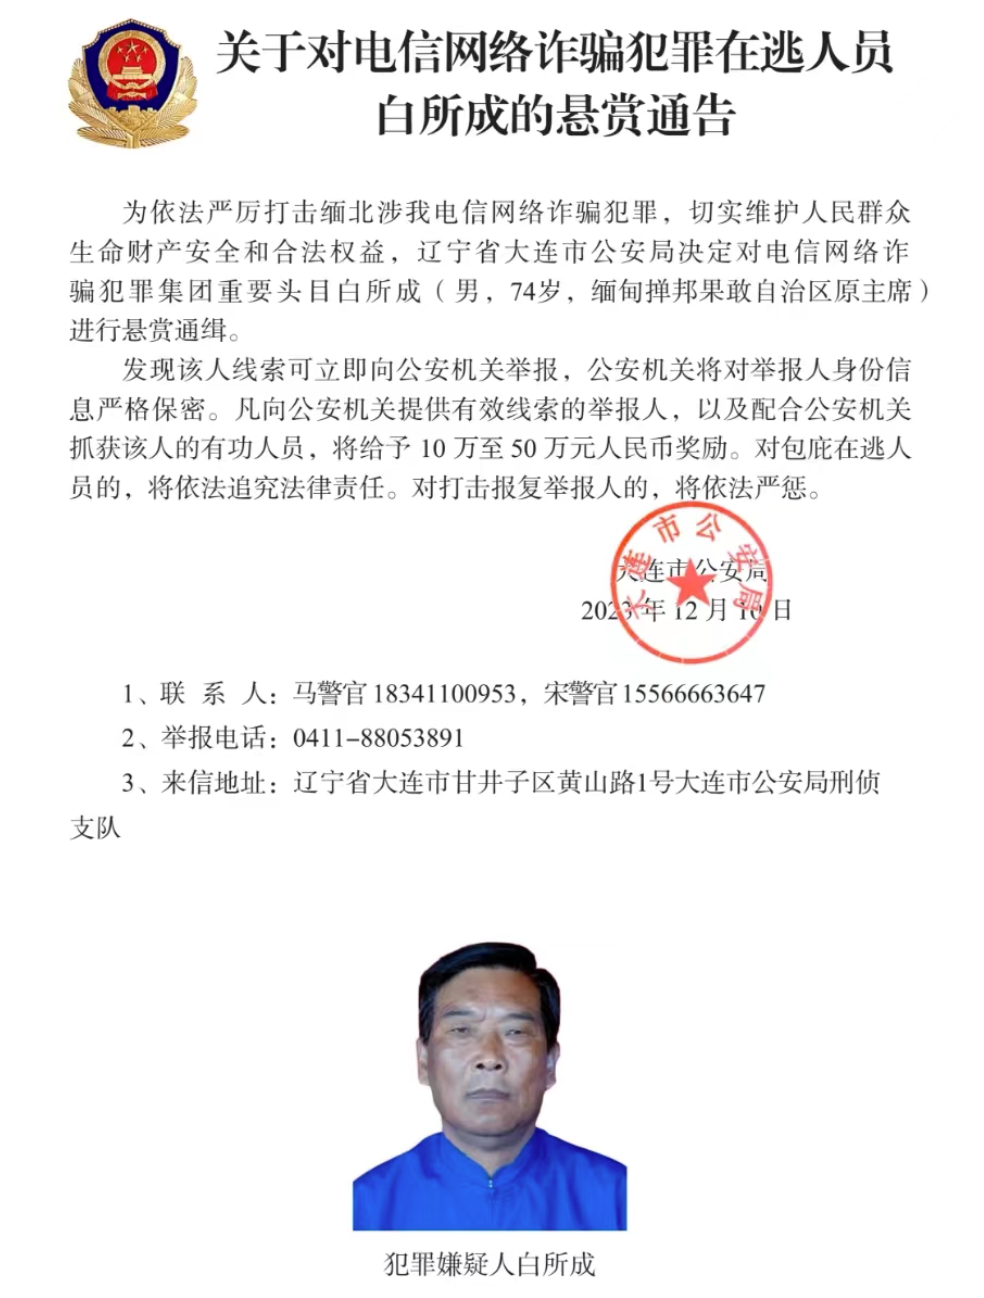 关于对电信网络诈骗犯罪在逃人员
白所成的悬赏通告
为依法严厉打击缅北涉我电信网络诈骗犯罪，切实维护人民群众
生命财产安全和合法权益，辽宁省大连市公安局决定对电信网络诈
骗犯罪集团重要头目白所成（男，74岁，缅甸掸邦果敢自治区原主席）
进行悬赏通缉。
发现该人线索可立即向公安机关举报，公安机关将对举报人身份信
息严格保密。凡向公安机关提供有效线索的举报人，以及配合公安机关
抓获该人的有功人员，将给予 10 万至 50 万元人民币奖励。对包庇在逃人
员的，将依法追究法律责任。对打击报复举报人的，将依法严惩。
大连市公安局
大连市公安局
2023 年 12 月 10 日
1、联 系 人：马警官 18341100953，宋警官 15566663647
2、举报电话：0411-88053891
3、来信地址：辽宁省大连市甘井子区黄山路1号大连市公安局刑侦
支队
犯罪嫌疑人白所成